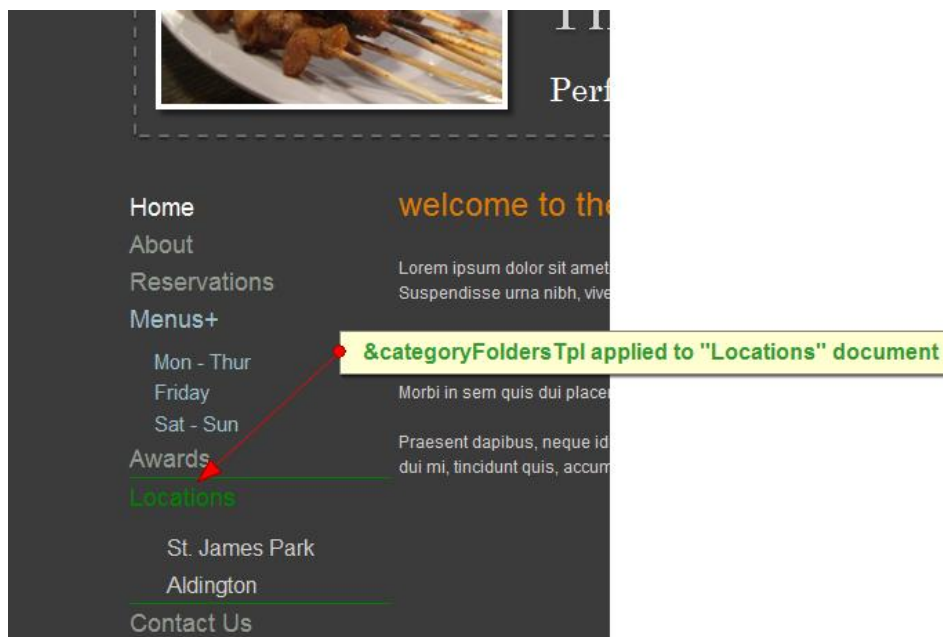 Perf
Home
About
Reservations
Menus+
Mon - Thur
Friday
Sat - Sun
Awards
Locations
St. James Park
Aldington
Contact Us
welcome to the
Lorem ipsum dolor sit amet
Suspendisse urna nibh, vive
&categoryFoldersTpl applied to "Locations" document
Morbi in sem quis dui placer
Praesent dapibus, neque id
dui mi, tincidunt quis, accum